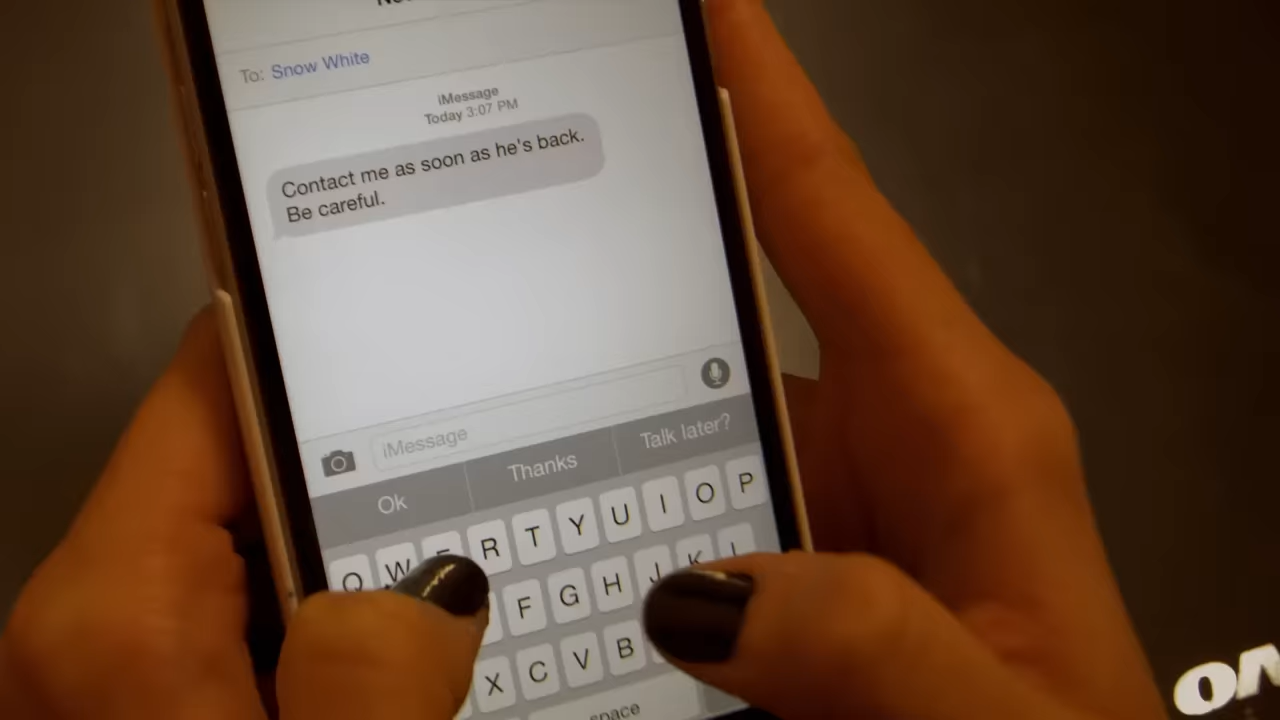 To: Snow White
iMessage
Today 3:07 PM
Contact me as soon as he's back.
Be careful.
iMessage
Ok Thanks Talk later?
Q W R T Y U I O P
F G H J K L
X C V B
space